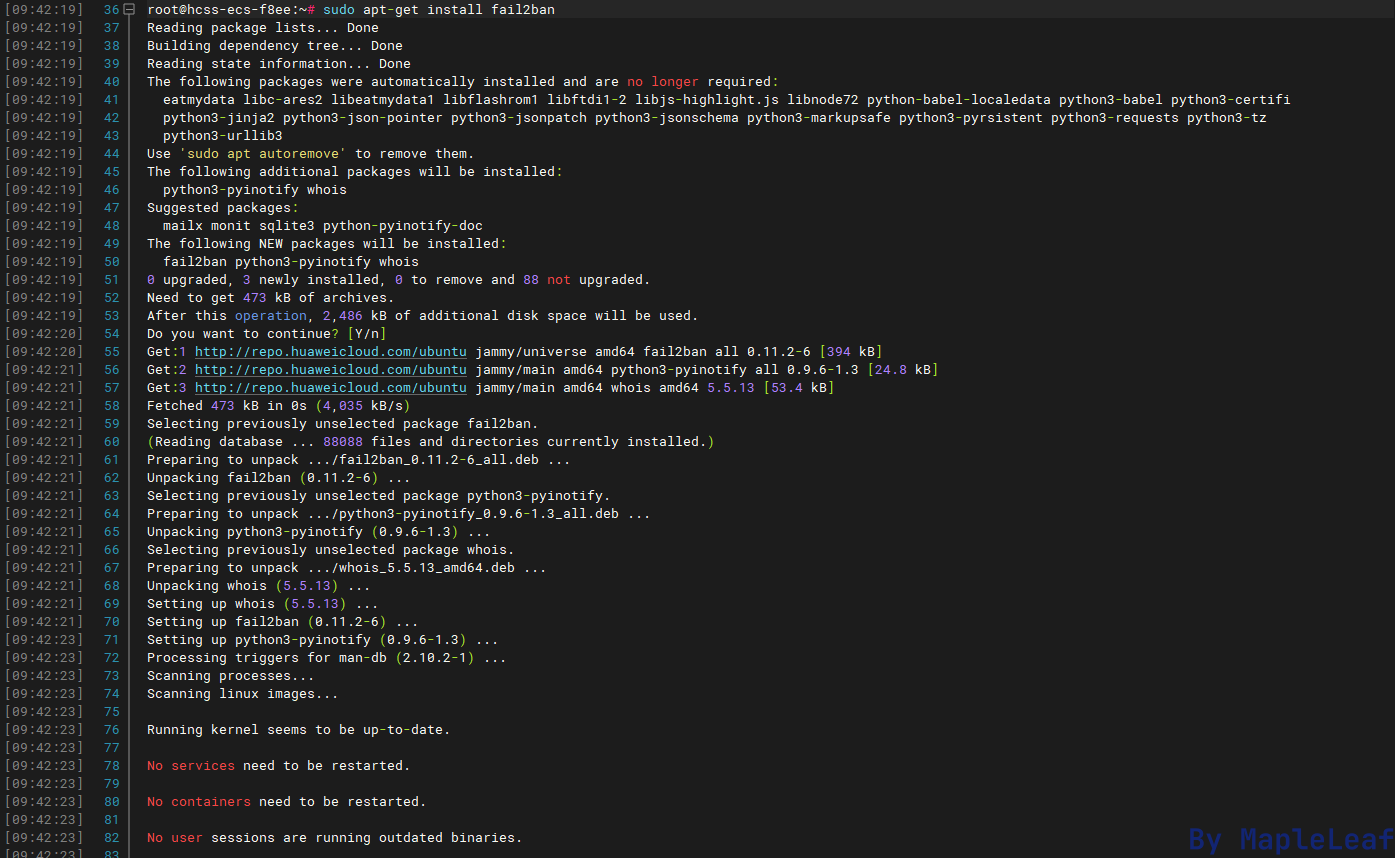 [09:42:19] 36 root@hcss-ecs-f8ee:~# sudo apt-get install fail2ban
[09:42:19] 37 Reading package lists... Done
[09:42:19] 38 Building dependency tree... Done
[09:42:19] 39 Reading state information... Done
[09:42:19] 40 The following packages were automatically installed and are no longer required:
[09:42:19] 41   eatmydata libc-ares2 libeatmydata1 libflashrom1 libftdi1-2 libjs-highlight.js libnode72 python-babel-localedata python3-babel python3-certifi
[09:42:19] 42   python3-jinja2 python3-json-pointer python3-jsonpatch python3-jsonschema python3-markupsafe python3-pyrsistent python3-requests python3-tz
[09:42:19] 43   python3-urllib3
[09:42:19] 44 Use 'sudo apt autoremove' to remove them.
[09:42:19] 45 The following additional packages will be installed:
[09:42:19] 46   python3-pyinotify whois
[09:42:19] 47 Suggested packages:
[09:42:19] 48   mailx monit sqlite3 python-pyinotify-doc
[09:42:19] 49 The following NEW packages will be installed:
[09:42:19] 50   fail2ban python3-pyinotify whois
[09:42:19] 51 0 upgraded, 3 newly installed, 0 to remove and 88 not upgraded.
[09:42:19] 52 Need to get 473 kB of archives.
[09:42:19] 53 After this operation, 2,486 kB of additional disk space will be used.
[09:42:20] 54 Do you want to continue? [Y/n]
[09:42:20] 55 Get:1 http://repo.huaweicloud.com/ubuntu jammy/universe amd64 fail2ban all 0.11.2-6 [394 kB]
[09:42:21] 56 Get:2 http://repo.huaweicloud.com/ubuntu jammy/main amd64 python3-pyinotify all 0.9.6-1.3 [24.8 kB]
[09:42:21] 57 Get:3 http://repo.huaweicloud.com/ubuntu jammy/main amd64 whois amd64 5.5.13 [53.4 kB]
[09:42:21] 58 Fetched 473 kB in 0s (4,035 kB/s)
[09:42:21] 59 Selecting previously unselected package fail2ban.
[09:42:21] 60 (Reading database ... 88088 files and directories currently installed.)
[09:42:21] 61 Preparing to unpack .../fail2ban_0.11.2-6_all.deb ...
[09:42:21] 62 Unpacking fail2ban (0.11.2-6) ...
[09:42:21] 63 Selecting previously unselected package python3-pyinotify.
[09:42:21] 64 Preparing to unpack .../python3-pyinotify_0.9.6-1.3_all.deb ...
[09:42:21] 65 Unpacking python3-pyinotify (0.9.6-1.3) ...
[09:42:21] 66 Selecting previously unselected package whois.
[09:42:21] 67 Preparing to unpack .../whois_5.5.13_amd64.deb ...
[09:42:21] 68 Unpacking whois (5.5.13) ...
[09:42:21] 69 Setting up whois (5.5.13) ...
[09:42:21] 70 Setting up fail2ban (0.11.2-6) ...
[09:42:23] 71 Setting up python3-pyinotify (0.9.6-1.3) ...
[09:42:23] 72 Processing triggers for man-db (2.10.2-1) ...
[09:42:23] 73 Scanning processes...
[09:42:23] 74 Scanning linux images...
[09:42:23] 75
[09:42:23] 76 Running kernel seems to be up-to-date.
[09:42:23] 77
[09:42:23] 78 No services need to be restarted.
[09:42:23] 79
[09:42:23] 80 No containers need to be restarted.
[09:42:23] 81
[09:42:23] 82 No user sessions are running outdated binaries.
[09:42:23] 83
By MapleLeaf